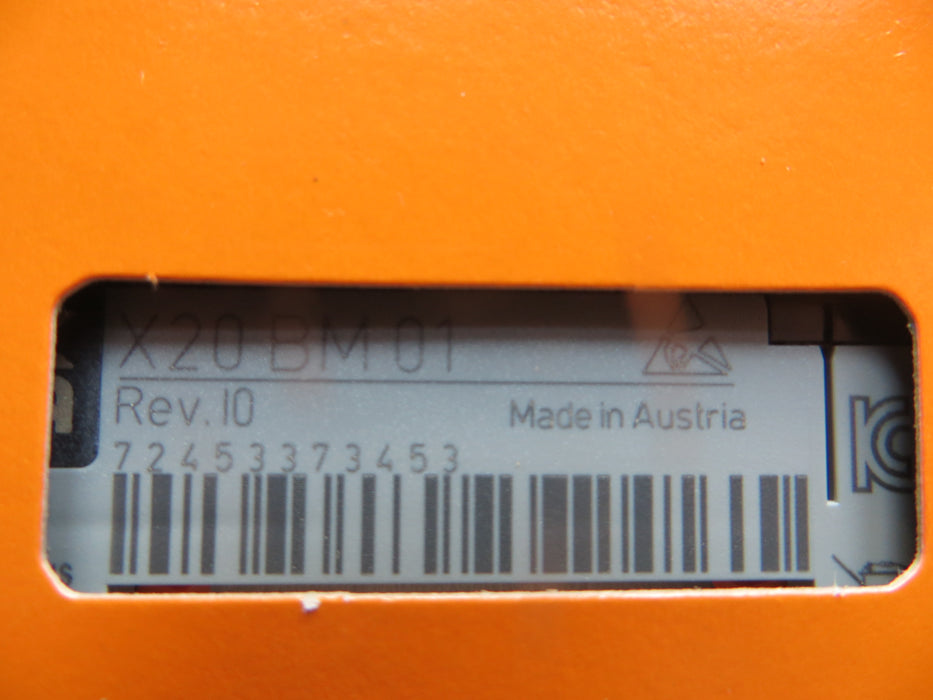 X20 BM 01
Rev. I0
Made in Austria
72453373453